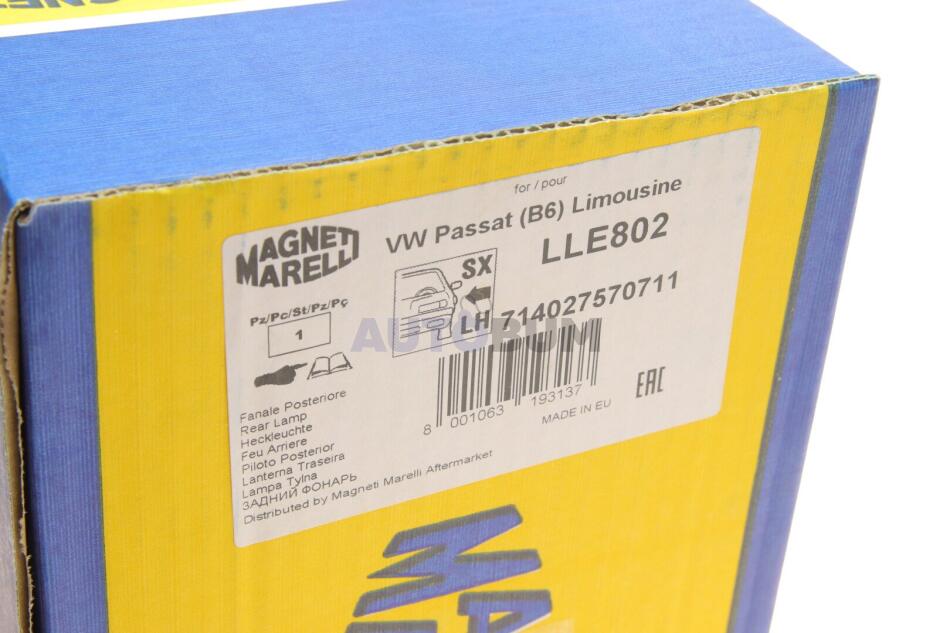 for / pour
VW Passat (B6) Limousine
MAGNETI
MARELLI
LLE802
SX
LH
714027570711
Pz/Pc/St/Pz/Pç
1
AUTOBUM
8 001063 193137
MADE IN EU
EAC
Fanale Posteriore
Rear Lamp
Heckleuchte
Feu Arriere
Piloto Posterior
Lanterna Traseira
Lampa Tylna
ЗАДНИЙ ФОНАРЬ
Distributed by Magneti Marelli Aftermarket